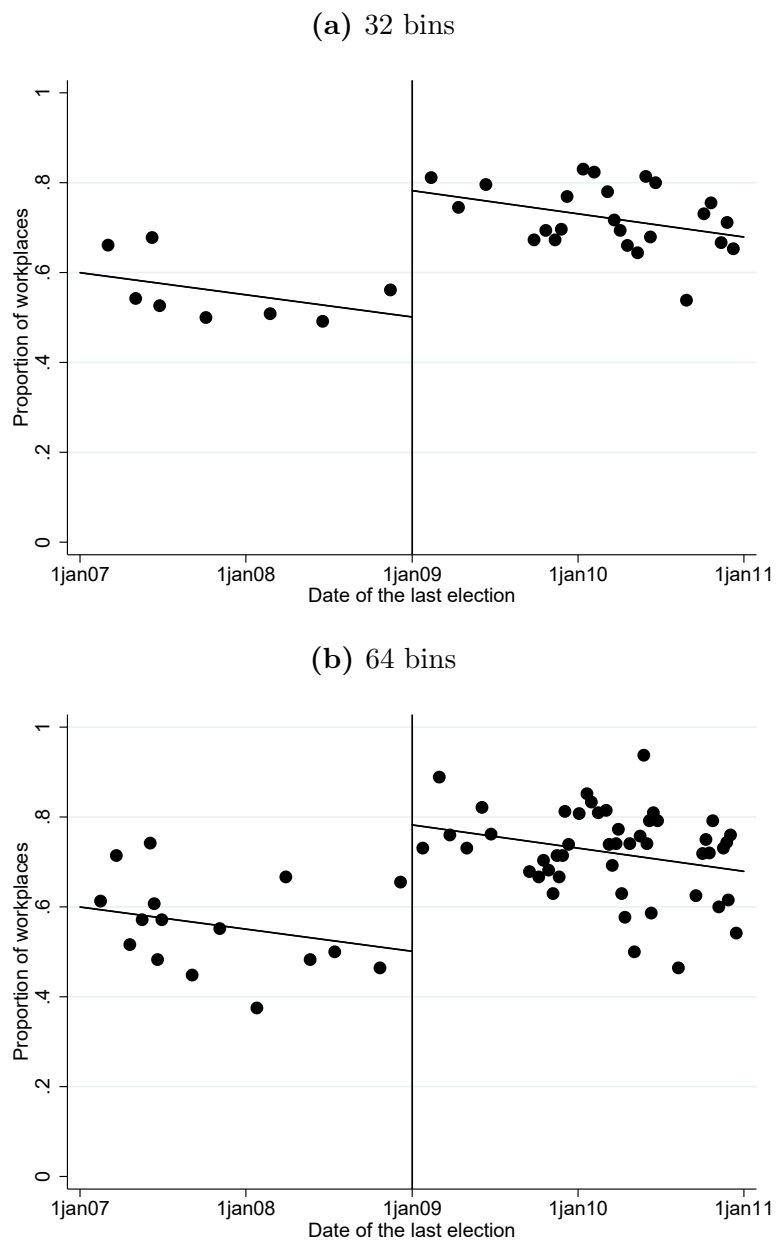 (a) 32 bins
Proportion of workplaces
1
.8
.6
.4
.2
0
1jan07 1jan08 1jan09 1jan10 1jan11
Date of the last election
(b) 64 bins
Proportion of workplaces
1
.8
.6
.4
.2
0
1jan07 1jan08 1jan09 1jan10 1jan11
Date of the last election